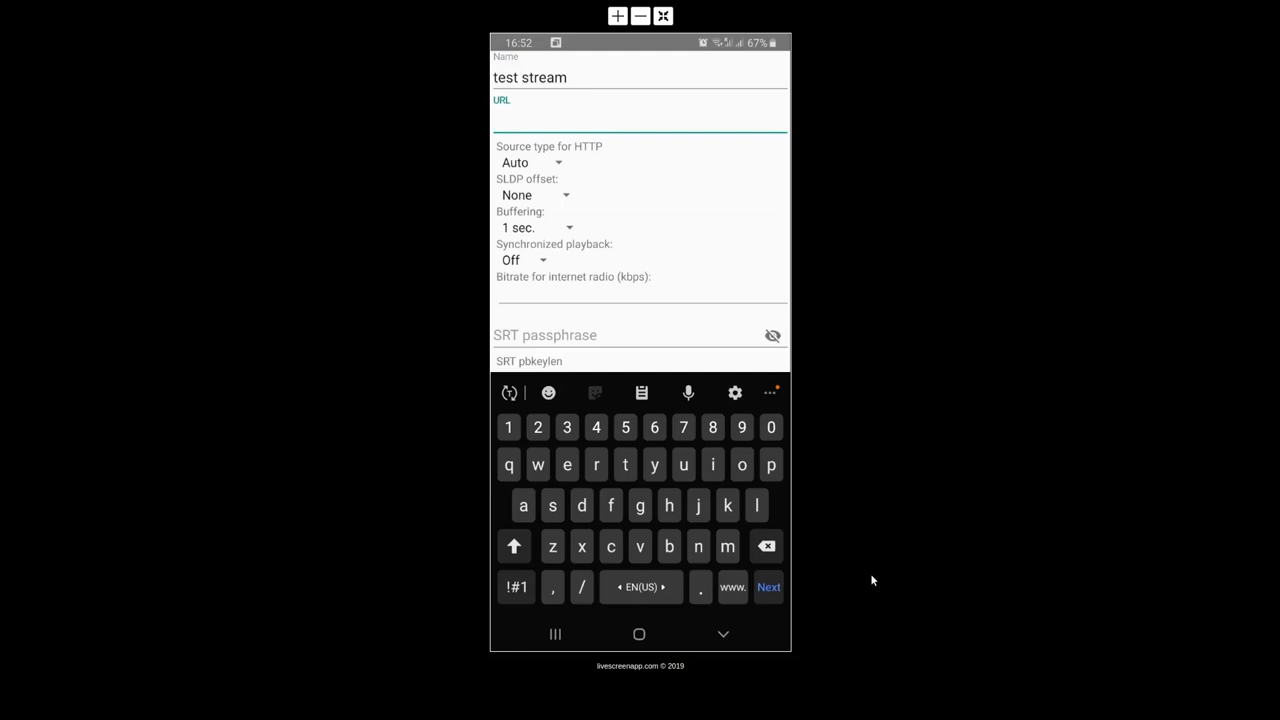 16:52 67%
Name
test stream
URL
Source type for HTTP
Auto
SLDP offset:
None
Buffering:
1 sec.
Synchronized playback:
Off
Bitrate for internet radio (kbps):
SRT passphrase
SRT pbkeylen
1 2 3 4 5 6 7 8 9 0
q w e r t y u i o p
a s d f g h j k l
z x c v b n m
!#1 , / EN(US) . www. Next
livescreenapp.com © 2019